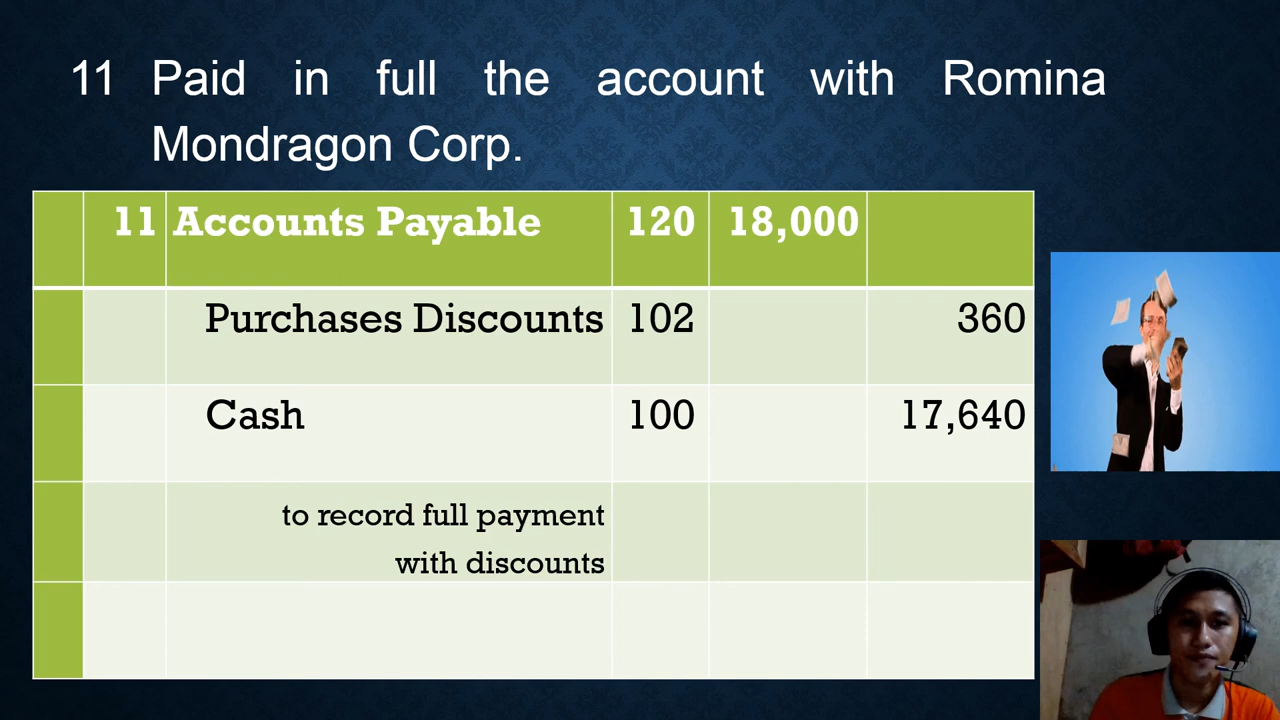 11 Paid in full the account with Romina
Mondragon Corp.
11 Accounts Payable 120 18,000
Purchases Discounts 102 360
Cash 100 17,640
to record full payment
with discounts